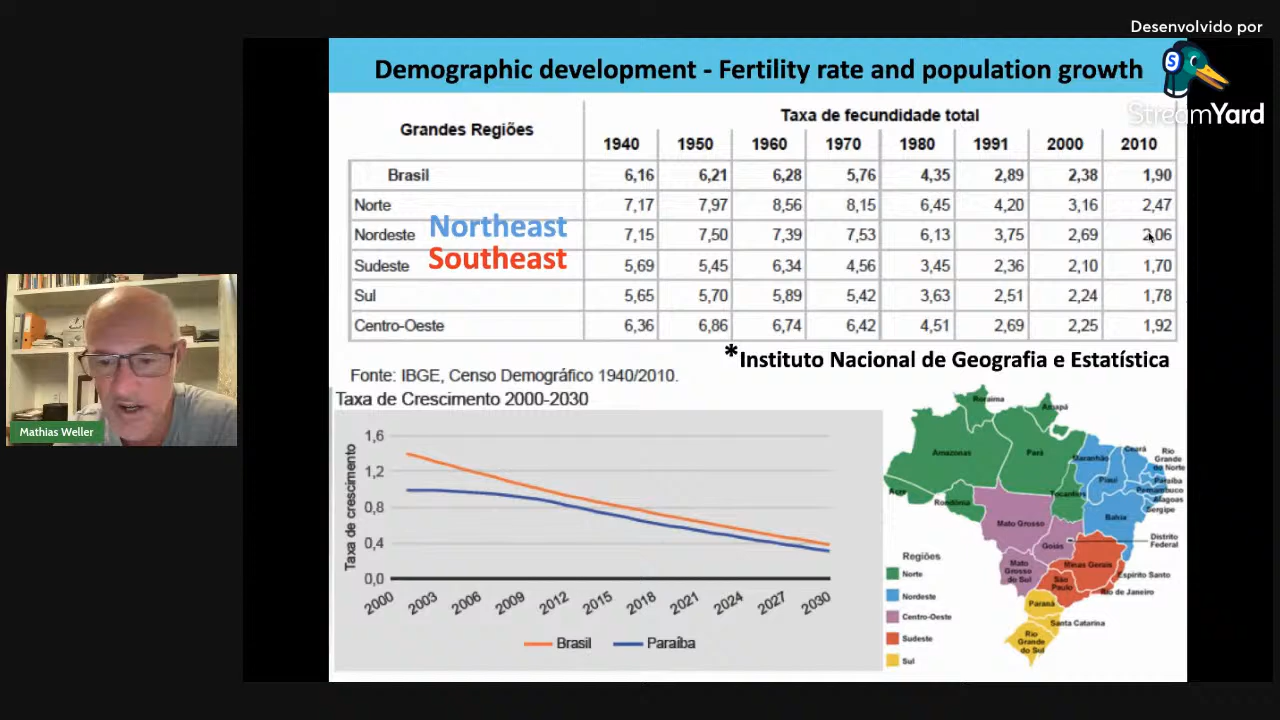 Desenvolvido por
StreamYard
Demographic development - Fertility rate and population growth
Grandes Regiões
Taxa de fecundidade total
1940 1950 1960 1970 1980 1991 2000 2010
Brasil 6,16 6,21 6,28 5,76 4,35 2,89 2,38 1,90
Norte 7,17 7,97 8,56 8,15 6,45 4,20 3,16 2,47
Nordeste Northeast 7,15 7,50 7,39 7,53 6,13 3,75 2,69 2,06
Sudeste Southeast 5,69 5,45 6,34 4,56 3,45 2,36 2,10 1,70
Sul 5,65 5,70 5,89 5,42 3,63 2,51 2,24 1,78
Centro-Oeste 6,36 6,86 6,74 6,42 4,51 2,69 2,25 1,92
*Instituto Nacional de Geografia e Estatística
Fonte: IBGE, Censo Demográfico 1940/2010.
Taxa de Crescimento 2000-2030
Taxa de crescimento
1,6
1,2
0,8
0,4
0,0
2000 2003 2006 2009 2012 2015 2018 2021 2024 2027 2030
Brasil Paraíba
Roraima
Amapá
Amazonas
Pará
Maranhão
Ceará
Rio Grande do Norte
Paraíba
Pernambuco
Alagoas
Sergipe
Piauí
Acre
Rondônia
Tocantins
Bahia
Mato Grosso
Distrito Federal
Goiás
Mato Grosso do Sul
Minas Gerais
Espírito Santo
São Paulo
Rio de Janeiro
Paraná
Santa Catarina
Rio Grande do Sul
Regiões
Norte
Nordeste
Centro-Oeste
Sudeste
Sul
Mathias Weller